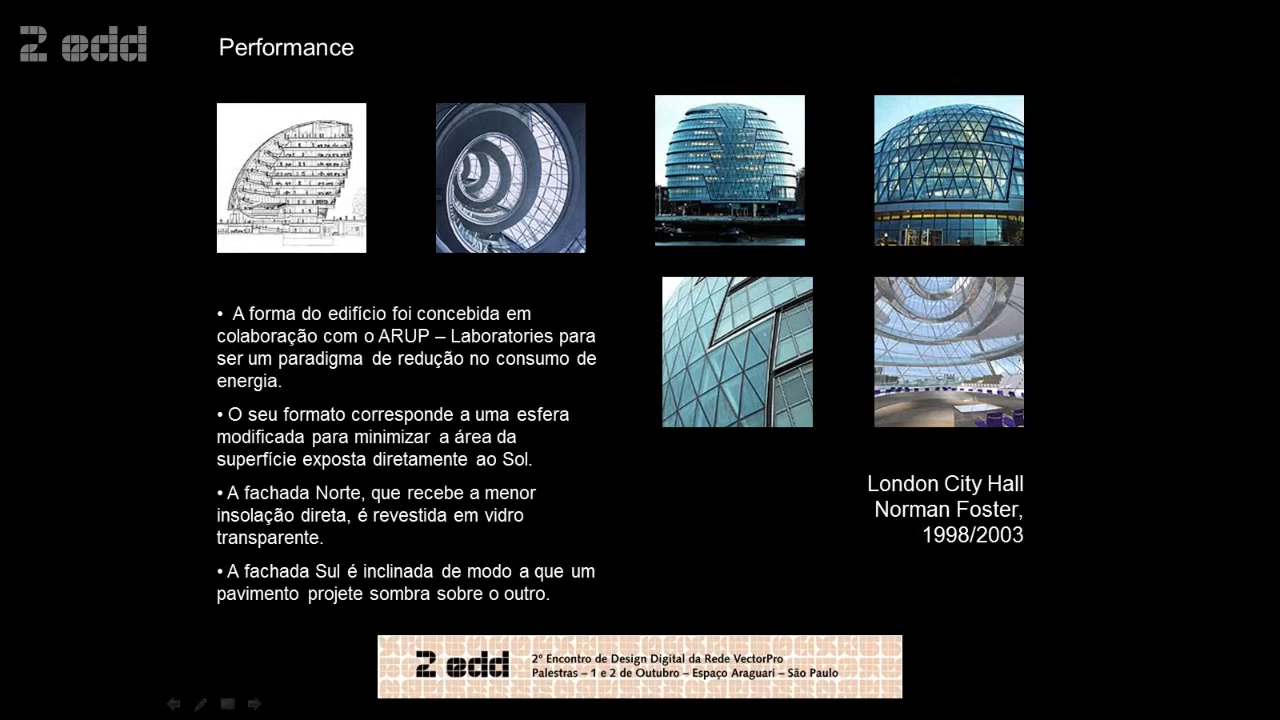 2 edd
Performance
• A forma do edifício foi concebida em
colaboração com o ARUP – Laboratories para
ser um paradigma de redução no consumo de
energia.
• O seu formato corresponde a uma esfera
modificada para minimizar a área da
superfície exposta diretamente ao Sol.
• A fachada Norte, que recebe a menor
insolação direta, é revestida em vidro
transparente.
• A fachada Sul é inclinada de modo a que um
pavimento projete sombra sobre o outro.
London City Hall
Norman Foster,
1998/2003
2 edd
2º Encontro de Design Digital da Rede VectorPro
Palestras – 1 e 2 de Outubro – Espaço Araguari – São Paulo